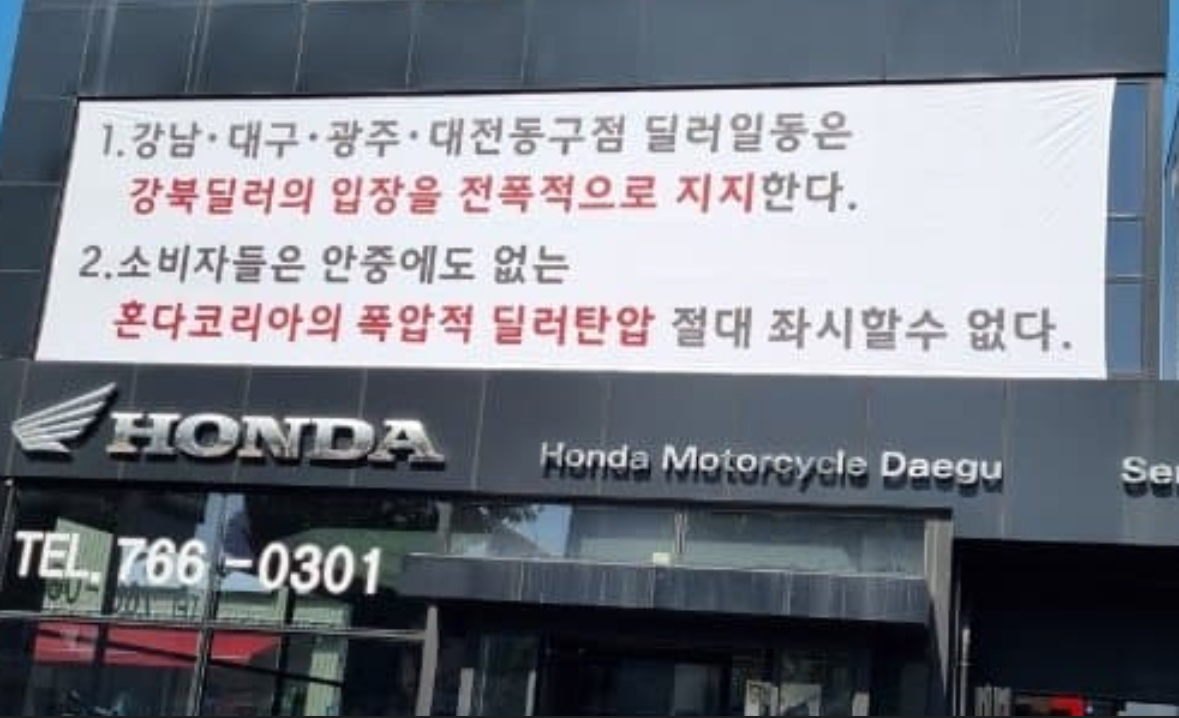 1.강남·대구·광주·대전동구점 딜러일동은
강북딜러의 입장을 전폭적으로 지지한다.
2.소비자들은 안중에도 없는
혼다코리아의 폭압적 딜러탄압 절대 좌시할수 없다.
HONDA
Honda Motorcycle Daegu
TEL. 766-0301